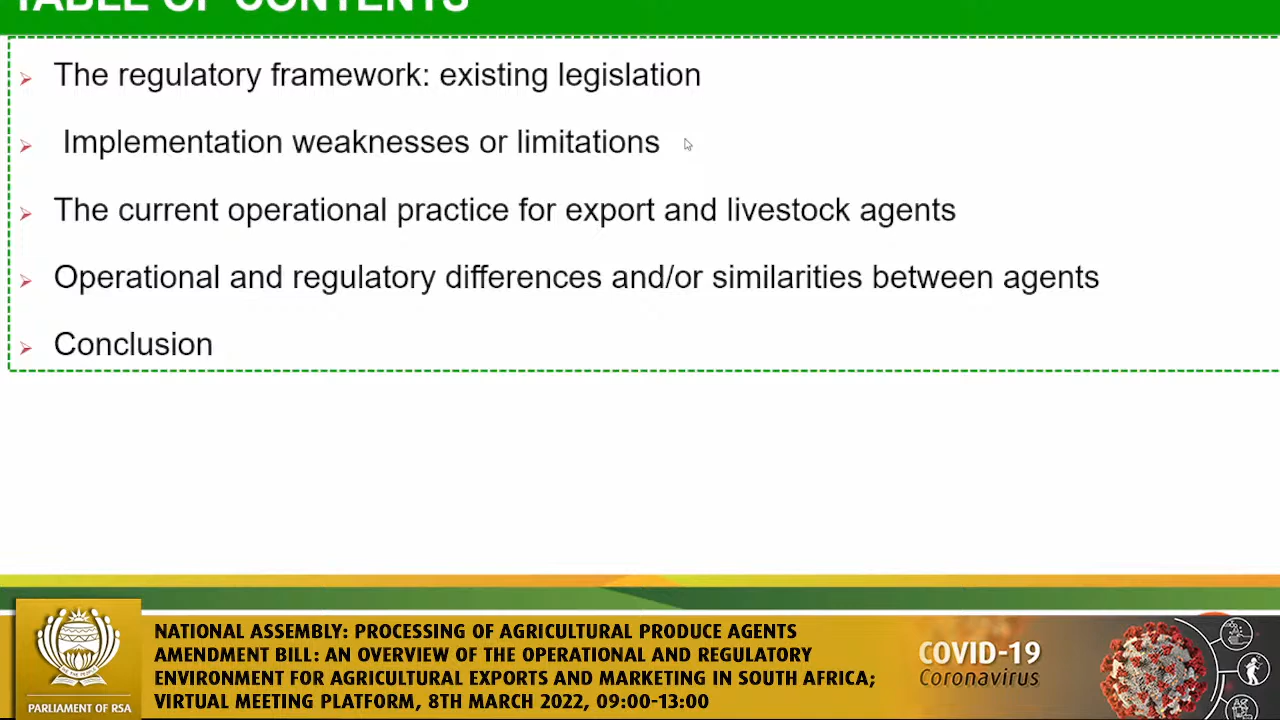 TABLE OF CONTENTS
The regulatory framework: existing legislation
Implementation weaknesses or limitations
The current operational practice for export and livestock agents
Operational and regulatory differences and/or similarities between agents
Conclusion
NATIONAL ASSEMBLY: PROCESSING OF AGRICULTURAL PRODUCE AGENTS
AMENDMENT BILL: AN OVERVIEW OF THE OPERATIONAL AND REGULATORY
ENVIRONMENT FOR AGRICULTURAL EXPORTS AND MARKETING IN SOUTH AFRICA;
VIRTUAL MEETING PLATFORM, 8TH MARCH 2022, 09:00-13:00
PARLIAMENT OF RSA
COVID-19
Coronavirus